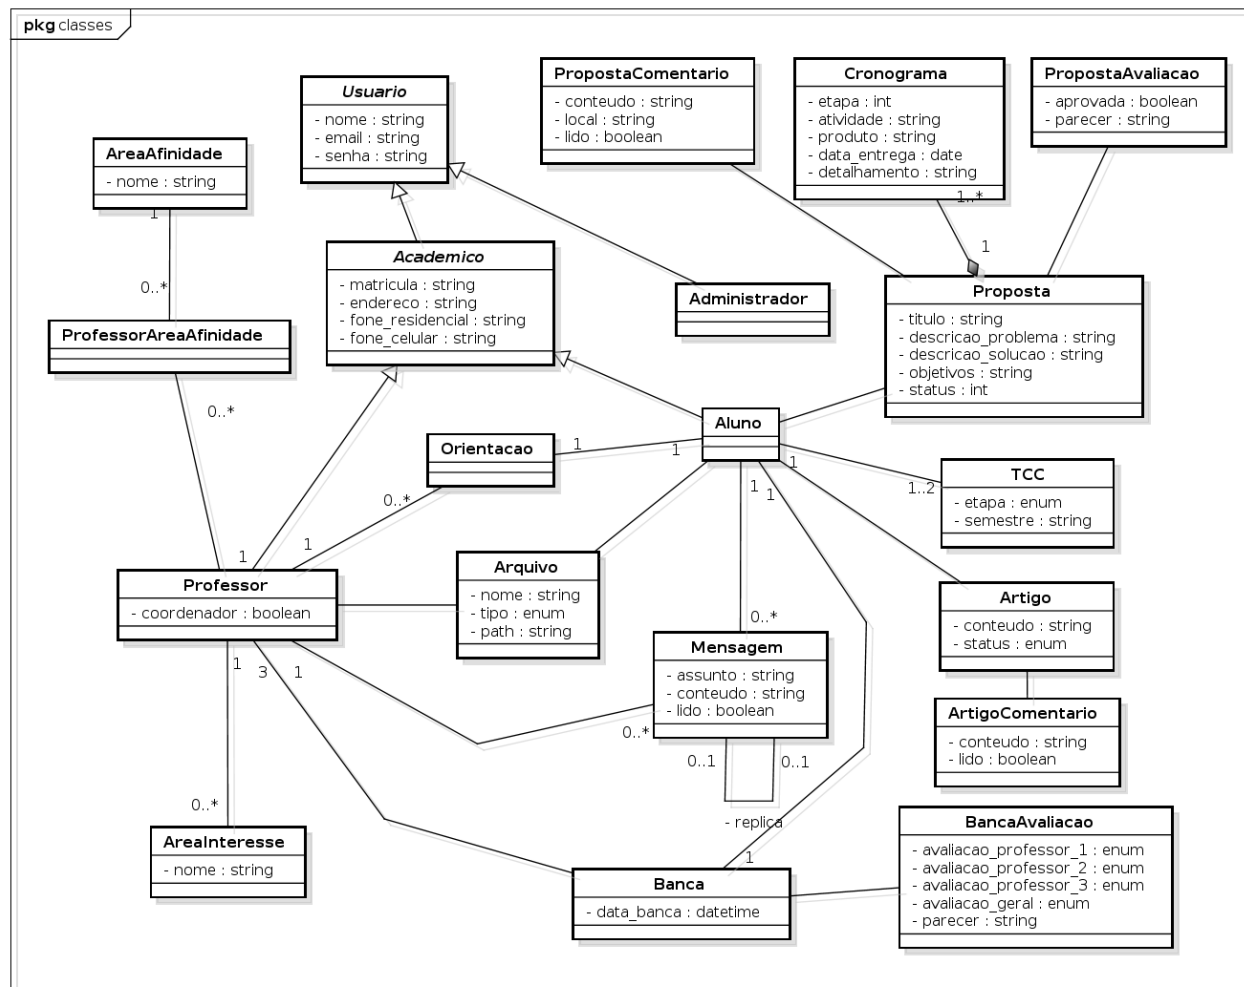 pkg classes
PropostaComentario
- conteudo : string
- local : string
- lido : boolean
Cronograma
- etapa : int
- atividade : string
- produto : string
- data_entrega : date
- detalhamento : string
1..*
PropostaAvaliacao
- aprovada : boolean
- parecer : string
Usuario
- nome : string
- email : string
- senha : string
AreaAfinidade
- nome : string
1
0..*
Academico
- matricula : string
- endereco : string
- fone_residencial : string
- fone_celular : string
Administrador
1
Proposta
- titulo : string
- descricao_problema : string
- descricao_solucao : string
- objetivos : string
- status : int
ProfessorAreaAfinidade
0..*
1
Orientacao
1
0..*
1
Aluno
1
1
1
1
1..2
TCC
- etapa : enum
- semestre : string
Professor
- coordenador : boolean
1
3
1
Arquivo
- nome : string
- tipo : enum
- path : string
0..*
Mensagem
- assunto : string
- conteudo : string
- lido : boolean
0..*
0..1
0..1
- replica
Artigo
- conteudo : string
- status : enum
ArtigoComentario
- conteudo : string
- lido : boolean
0..*
AreaInteresse
- nome : string
1
Banca
- data_banca : datetime
BancaAvaliacao
- avaliacao_professor_1 : enum
- avaliacao_professor_2 : enum
- avaliacao_professor_3 : enum
- avaliacao_geral : enum
- parecer : string